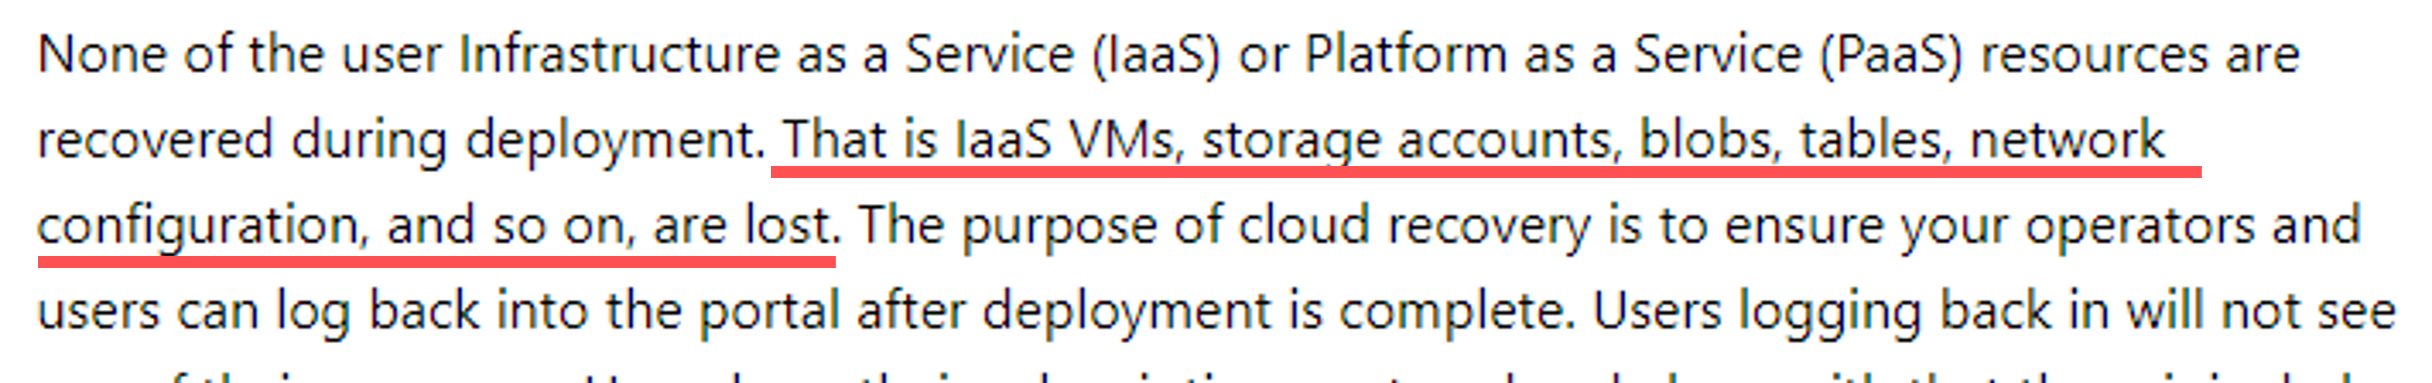 None of the user Infrastructure as a Service (IaaS) or Platform as a Service (PaaS) resources are
recovered during deployment. That is IaaS VMs, storage accounts, blobs, tables, network
configuration, and so on, are lost. The purpose of cloud recovery is to ensure your operators and
users can log back into the portal after deployment is complete. Users logging back in will not see